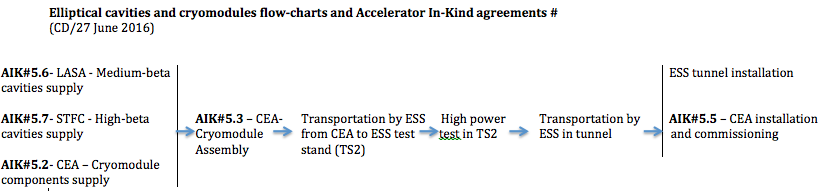 Elliptical cavities and cryomodules flow-charts and Accelerator In-Kind agreements #
(CD/27 June 2016)
AIK#5.6- LASA - Medium-beta
cavities supply
AIK#5.7- STFC - High-beta
cavities supply
AIK#5.2- CEA – Cryomodule
components supply
AIK#5.3 – CEA-
Cryomodule
Assembly
Transportation by ESS
from CEA to ESS test
stand (TS2)
High power
test in TS2
Transportation by
ESS in tunnel
ESS tunnel installation
AIK#5.5 – CEA installation
and commissioning